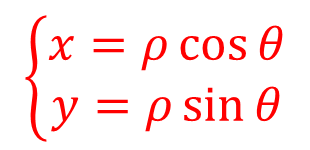 x = ρ cos θ
y = ρ sin θ